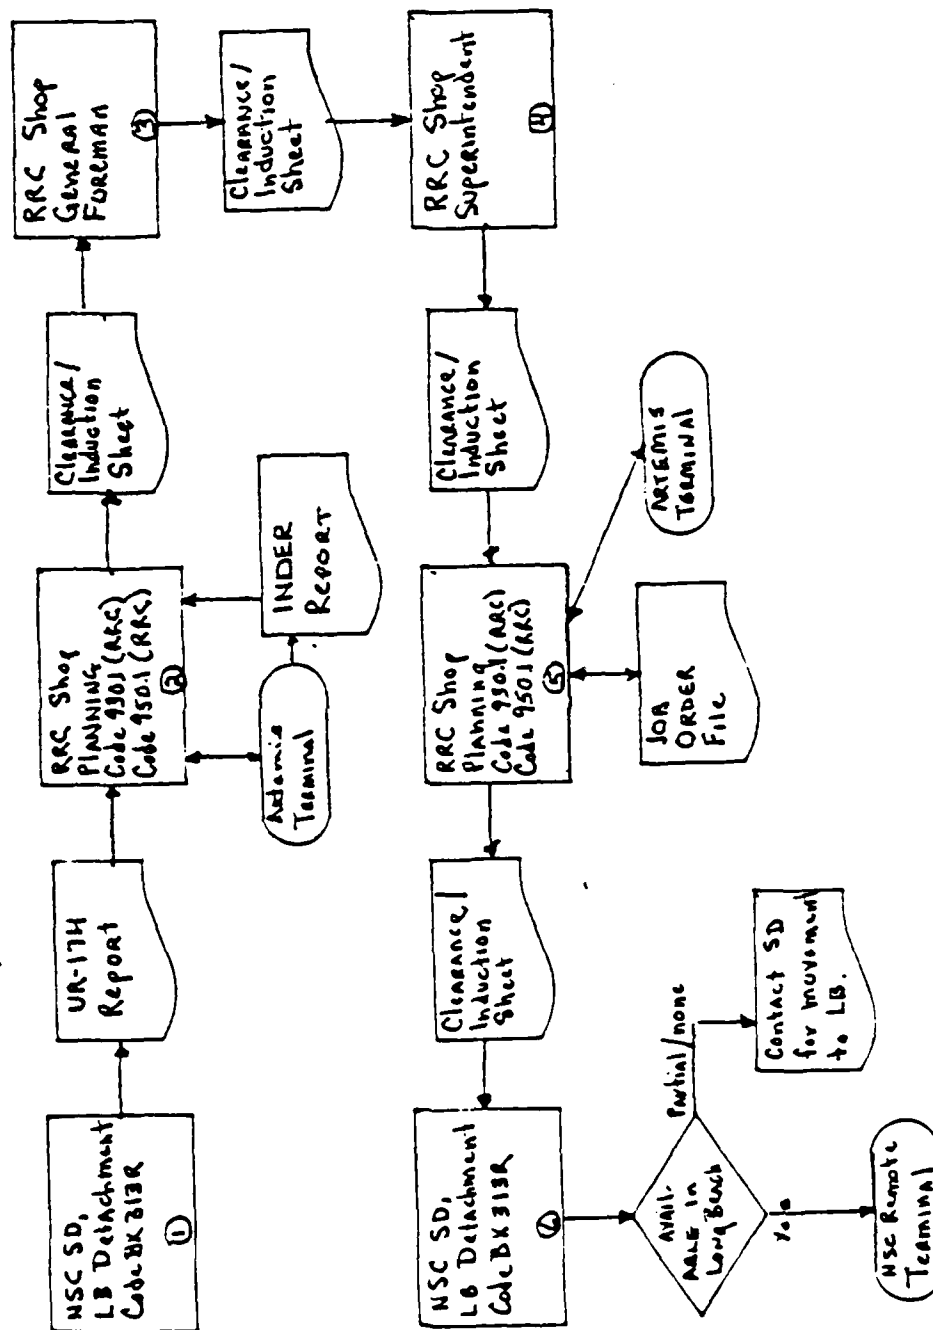 NSC SD,
LB Detachment
Code BX 313R
①
UR-174
Report
RRC Shop
PLANNING
Code 930.1 (RRC)
Code 950.1 (RRC)
②
Artemis
Terminal
INDER
REPORT
Clearance/
Induction
Sheet
RRC Shop
General
Foreman
③
Clearance/
Induction
Sheet
RRC Shop
Superintendent
④
Clearance/
Induction
Sheet
RRC Shop
Planning
Code 930.1 (RRC)
Code 950.1 (RRC)
⑤
ARTEMIS
TERMINAL
JOB
ORDER
File
Clearance/
Induction
Sheet
NSC SD,
LB Detachment
Code BX 313R
⑥
AVAIL-
ABLE in
Long Beach
Partial/none
Contact SD
for movement
to LB.
Yes
NSC Remote
Terminal